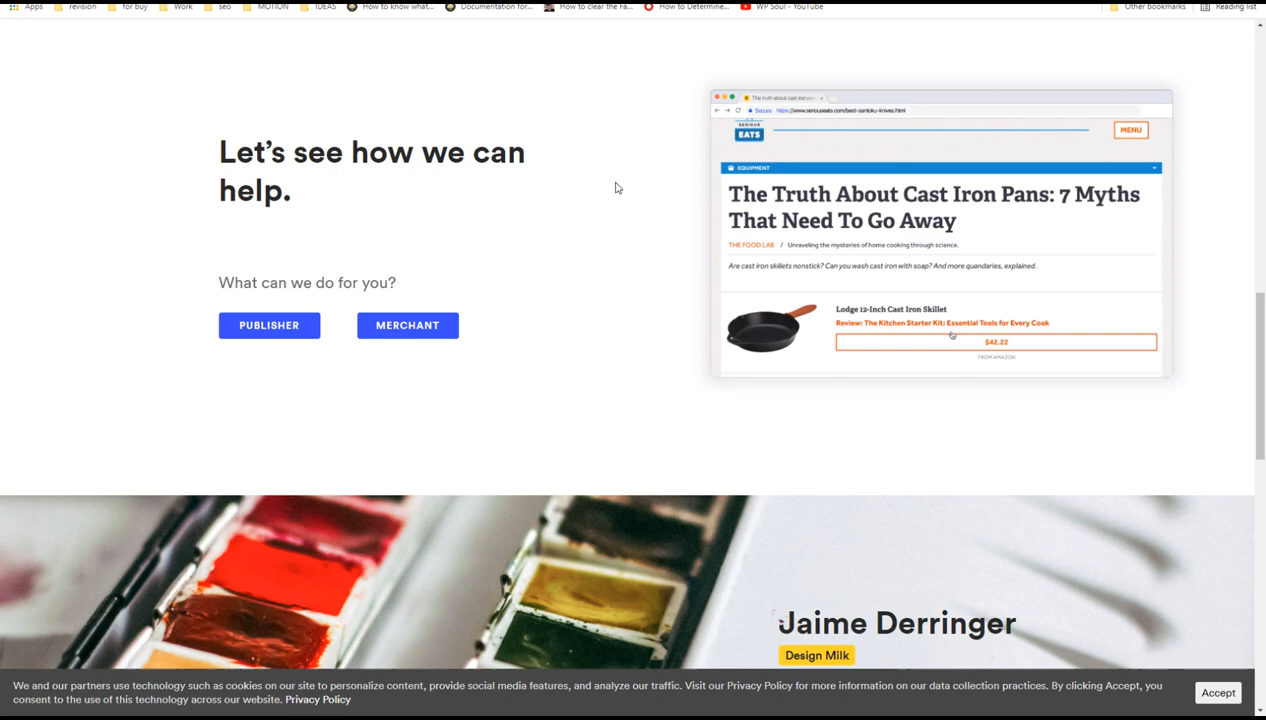 Apps
revision
for buy
Work
seo
MOTION
IDEAS
How to know what...
Documentation for...
How to clear the Fa...
How to Determine...
WP Soul - YouTube
Other bookmarks
Reading list
Let's see how we can
help.
What can we do for you?
PUBLISHER
MERCHANT
The truth about cast iron pan
Secure https://www.seriouseats.com/best-santoku-knives.html
SERIOUS
EATS
MENU
EQUIPMENT
The Truth About Cast Iron Pans: 7 Myths
That Need To Go Away
THE FOOD LAB / Unraveling the mysteries of home cooking through science.
Are cast iron skillets nonstick? Can you wash cast iron with soap? And more quandaries, explained.
Lodge 12-Inch Cast Iron Skillet
Review: The Kitchen Starter Kit: Essential Tools for Every Cook
$42.22
FROM AMAZON
Jaime Derringer
Design Milk
We and our partners use technology such as cookies on our site to personalize content, provide social media features, and analyze our traffic. Visit our Privacy Policy for more information on our data collection practices. By clicking Accept, you
consent to the use of this technology across our website. Privacy Policy
Accept